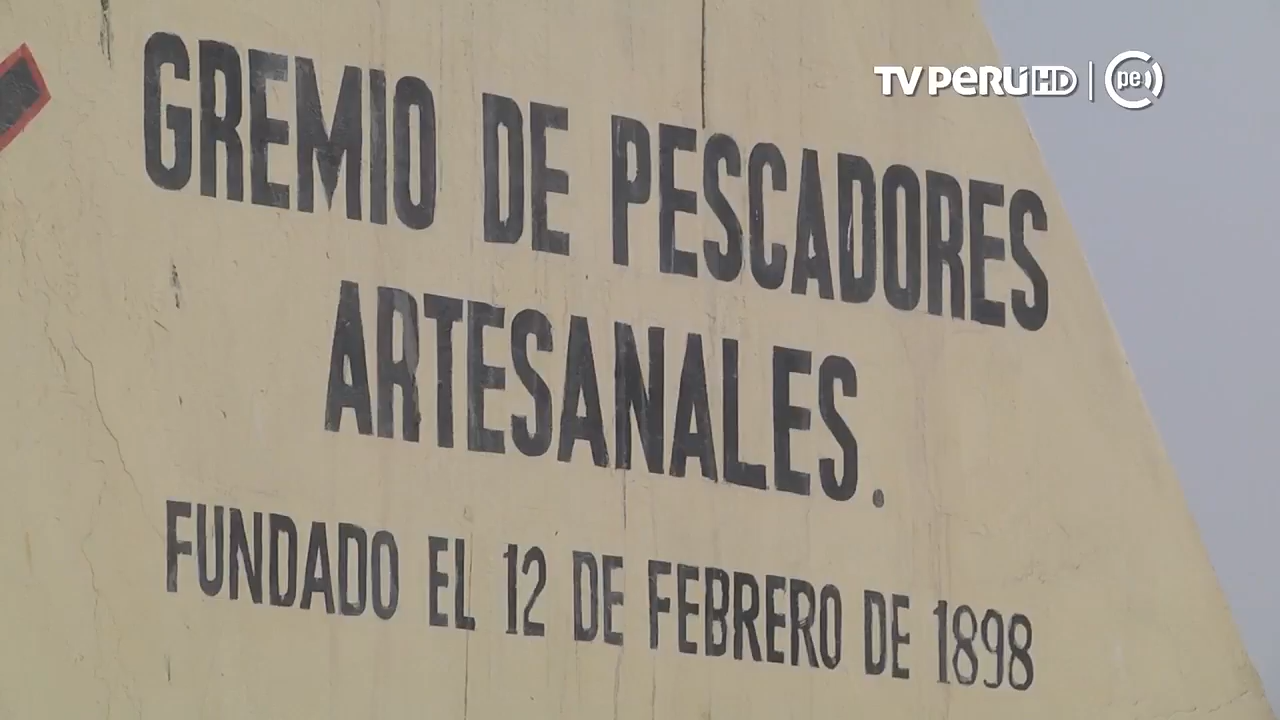 TV PERÚ HD | pe
GREMIO DE PESCADORES
ARTESANALES.
FUNDADO EL 12 DE FEBRERO DE 1898